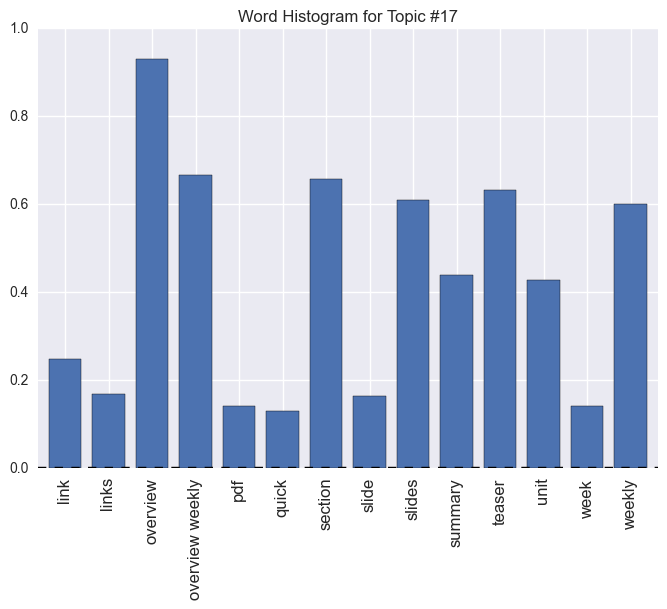 Word Histogram for Topic #17
1.0
0.8
0.6
0.4
0.2
0.0
link
links
overview
overview weekly
pdf
quick
section
slide
slides
summary
teaser
unit
week
weekly